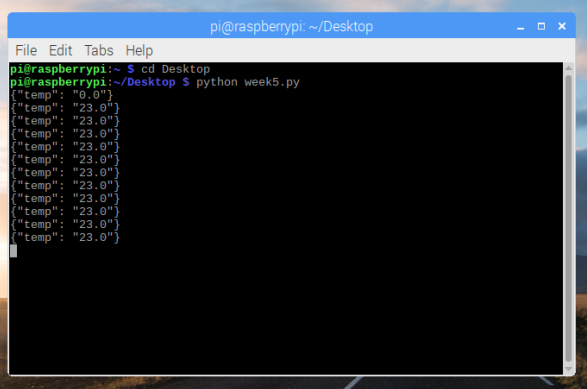 pi@raspberrypi: ~/Desktop
File Edit Tabs Help
pi@raspberrypi:~ $ cd Desktop
pi@raspberrypi:~/Desktop $ python week5.py
{"temp": "0.0"}
{"temp": "23.0"}
{"temp": "23.0"}
{"temp": "23.0"}
{"temp": "23.0"}
{"temp": "23.0"}
{"temp": "23.0"}
{"temp": "23.0"}
{"temp": "23.0"}
{"temp": "23.0"}
{"temp": "23.0"}
{"temp": "23.0"}